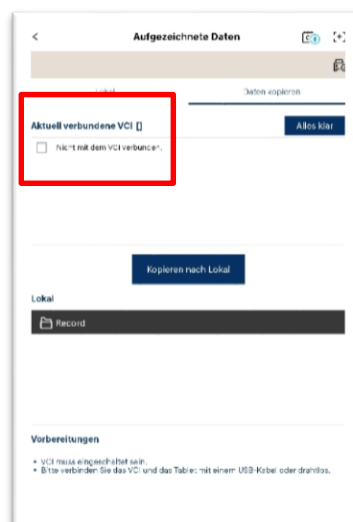 < Aufgezeichnete Daten
Lokal Daten kopieren
Aktuell verbundene VCI [] Alles klar
Nicht mit dem VCI verbunden.
Kopieren nach Lokal
Lokal
Record
Vorbereitungen
• VCI muss eingeschaltet sein.
• Bitte verbinden Sie das VCI und das Tablet mit einem USB-Kabel oder drahtlos.